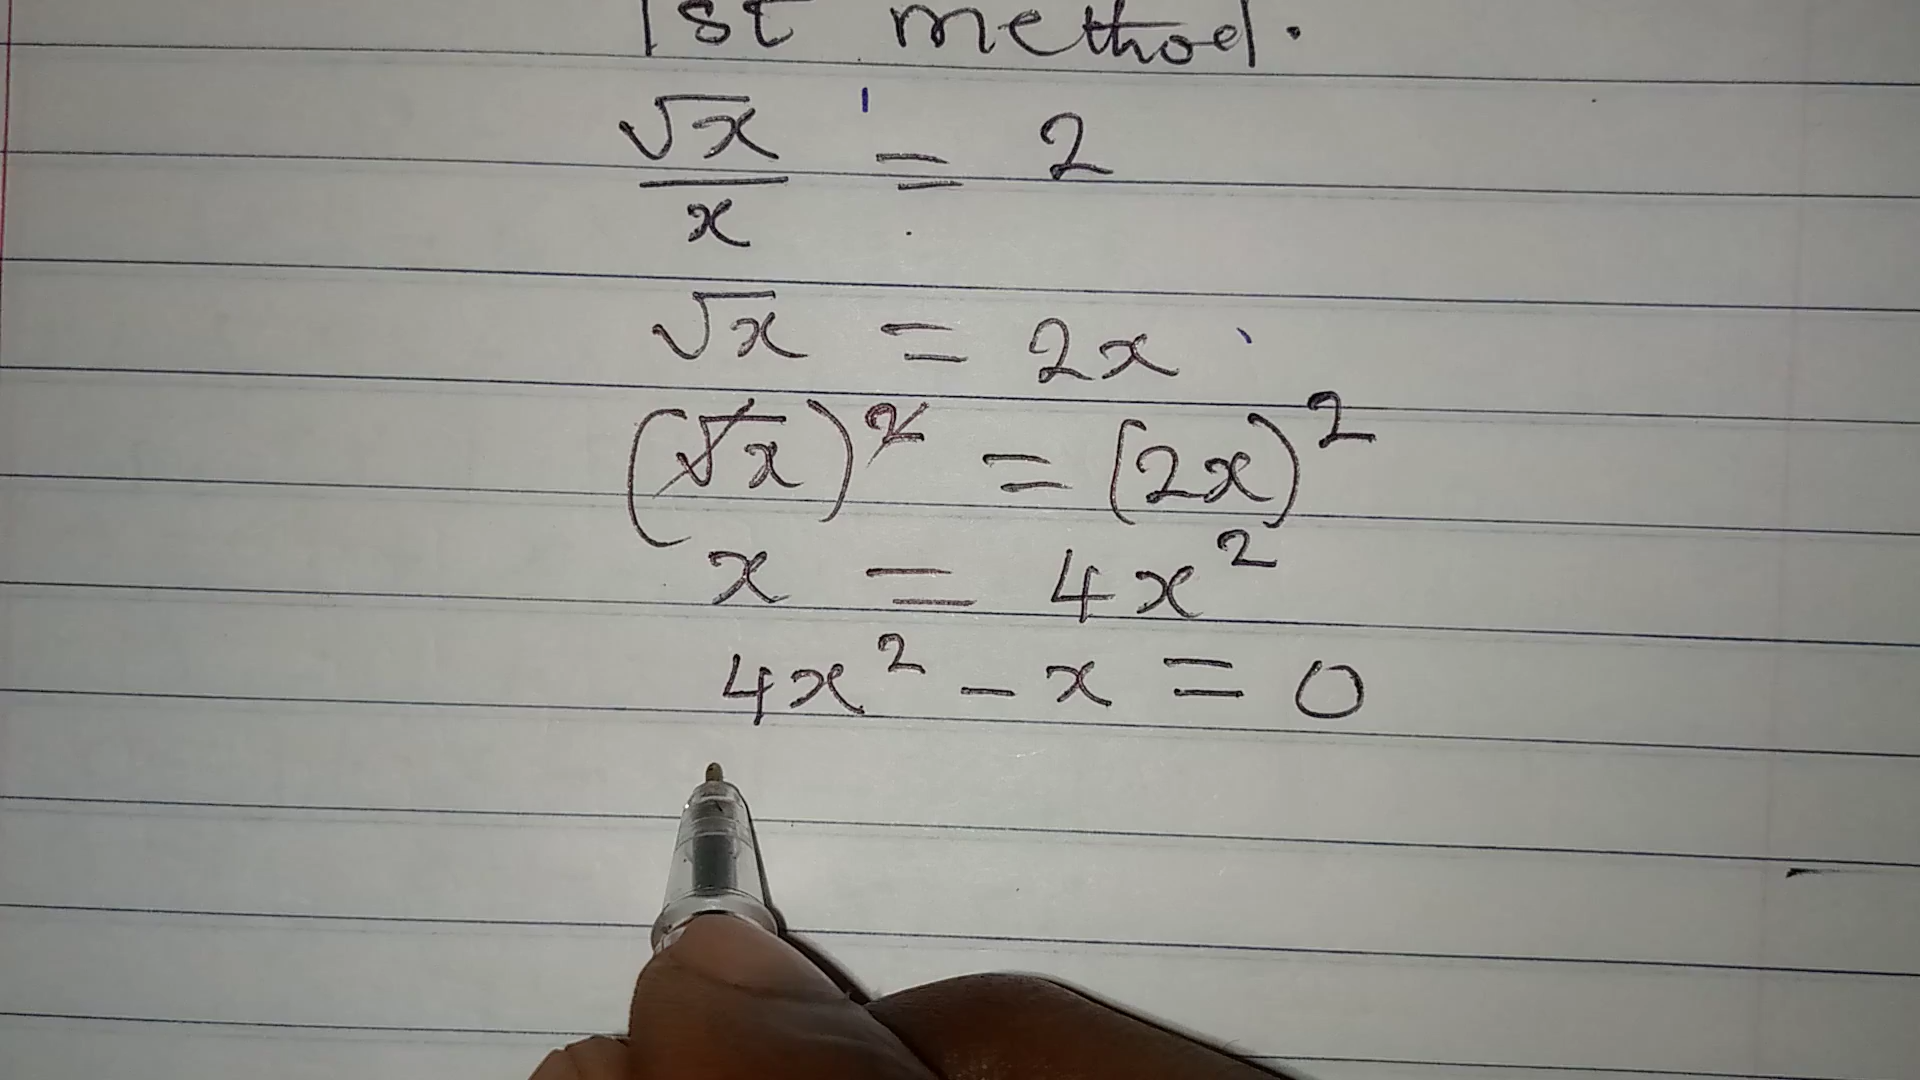 1st method.
√x / x = 2
√x = 2x
(√x)² = (2x)²
x = 4x²
4x² - x = 0